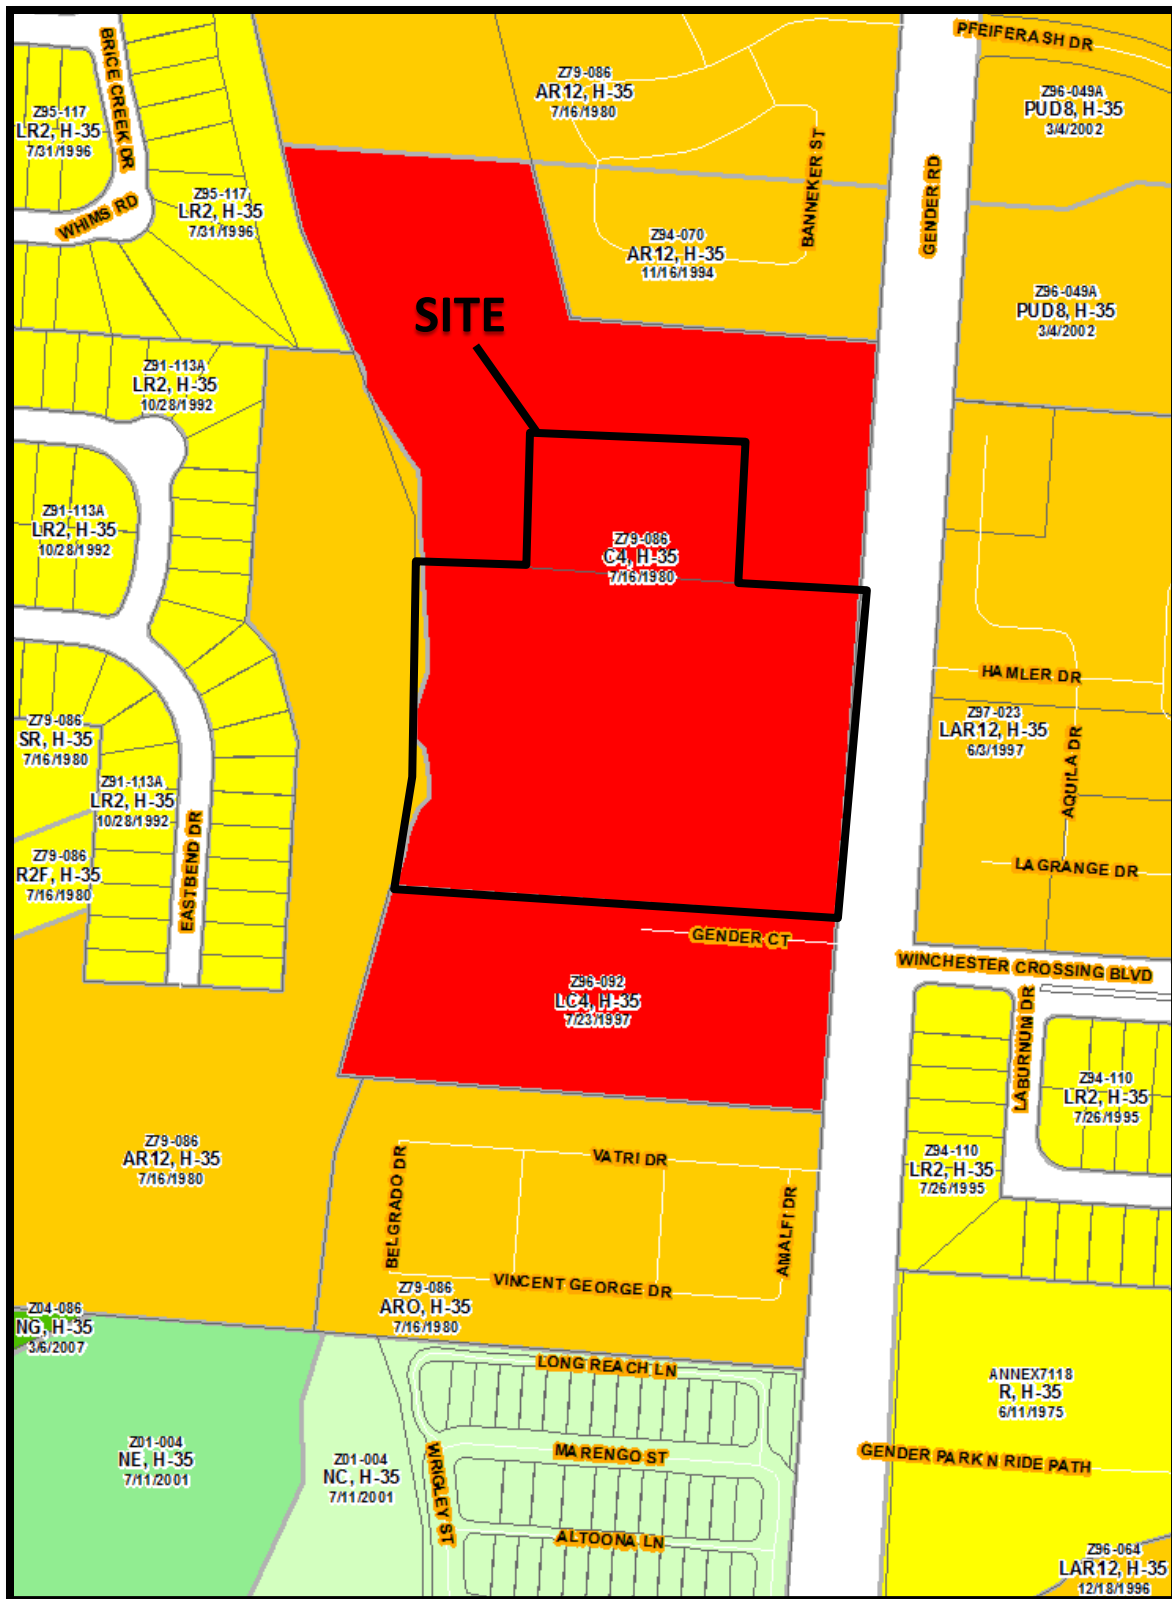 PFEIFERASH DR
BRICE CREEK DR
Z79-086
AR12, H-35
7/16/1980
Z96-049A
PUD8, H-35
3/4/2002
Z95-117
LR2, H-35
7/31/1996
BANNEKER ST
GENDER RD
WHIMS RD
Z95-117
LR2, H-35
7/31/1996
Z94-070
AR12, H-35
11/16/1994
SITE
Z96-049A
PUD8, H-35
3/4/2002
Z91-113A
LR2, H-35
10/28/1992
Z91-113A
LR2, H-35
10/28/1992
Z79-086
C4, H-35
7/16/1980
HAMLER DR
Z79-086
SR, H-35
7/16/1980
Z97-023
LAR12, H-35
6/3/1997
AQUILA DR
Z91-113A
LR2, H-35
10/28/1992
EASTBEND DR
Z79-086
R2F, H-35
7/16/1980
LAGRANGE DR
GENDER CT
WINCHESTER CROSSING BLVD
Z96-092
LC4, H-35
7/23/1997
LABURNUM DR
Z94-110
LR2, H-35
7/26/1995
Z79-086
AR12, H-35
7/16/1980
VATRI DR
Z94-110
LR2, H-35
7/26/1995
BELGRADO DR
AMALFI DR
VINCENT GEORGE DR
Z79-086
ARO, H-35
7/16/1980
Z04-086
NG, H-35
3/6/2007
LONG REACH LN
ANNEX7118
R, H-35
6/11/1975
Z01-004
NE, H-35
7/11/2001
Z01-004
NC, H-35
7/11/2001
WRIGLEY ST
MARENGO ST
GENDER PARK N RIDE PATH
ALTOONA LN
Z96-064
LAR12, H-35
12/18/1996